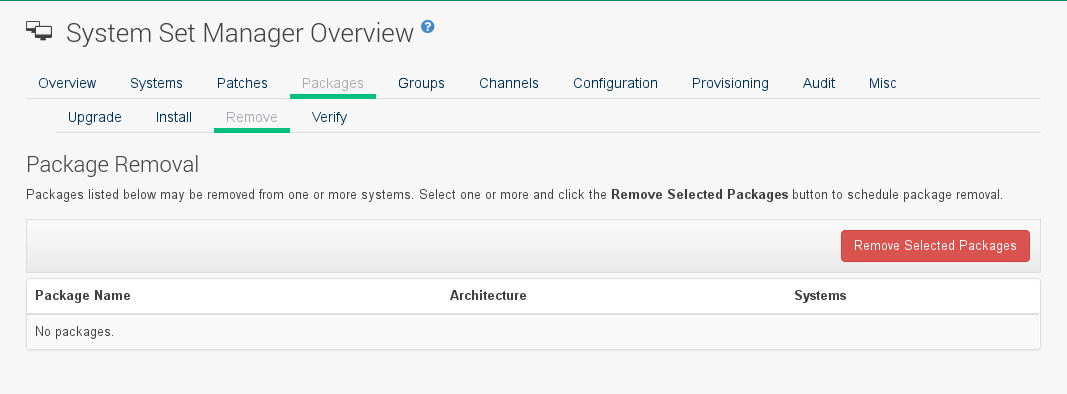 System Set Manager Overview ?
Overview Systems Patches Packages Groups Channels Configuration Provisioning Audit Misc
Upgrade Install Remove Verify
Package Removal
Packages listed below may be removed from one or more systems. Select one or more and click the Remove Selected Packages button to schedule package removal.
Remove Selected Packages
Package Name Architecture Systems
No packages.